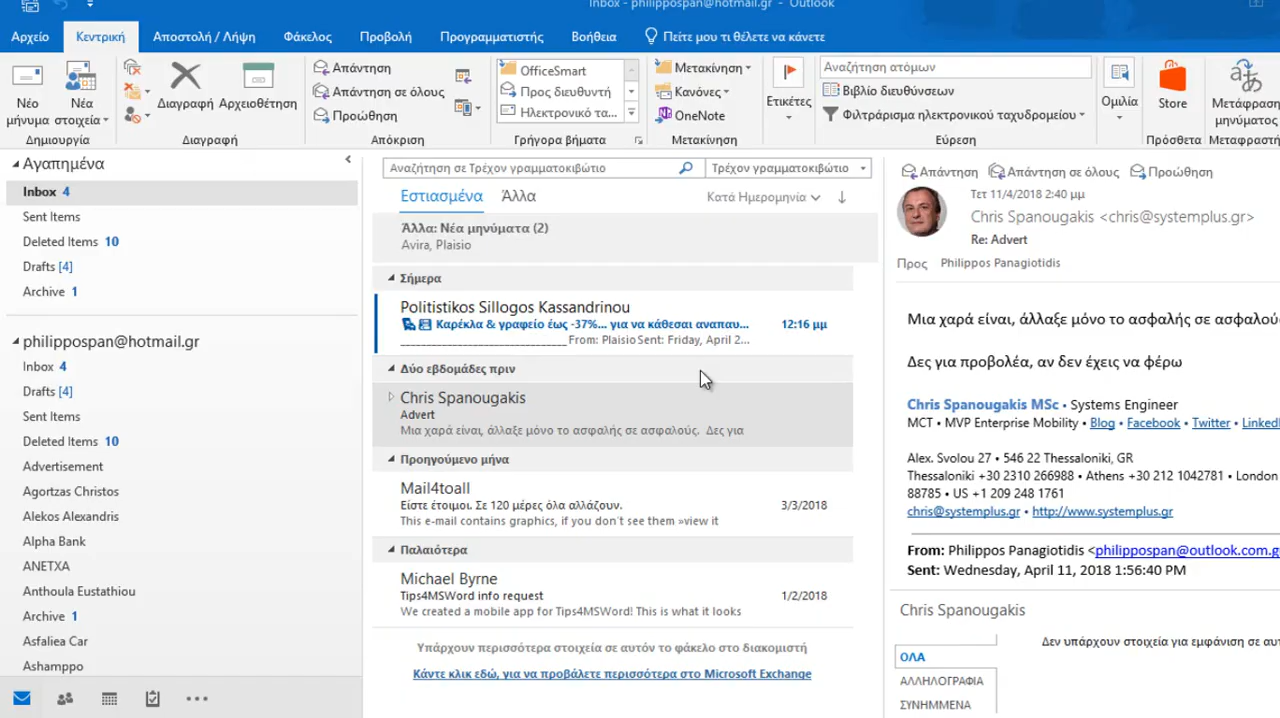 Inbox - philippospan@hotmail.gr - Outlook
Αρχείο Κεντρική Αποστολή / Λήψη Φάκελος Προβολή Προγραμματιστής Βοήθεια Πείτε μου τι θέλετε να κάνετε
Νέο μήνυμα
Νέα στοιχεία
Δημιουργία
Διαγραφή Αρχειοθέτηση
Διαγραφή
Απάντηση
Απάντηση σε όλους
Προώθηση
Απόκριση
OfficeSmart
Προς διευθυντή
Ηλεκτρονικό τα...
Γρήγορα βήματα
Μετακίνηση
Κανόνες
OneNote
Μετακίνηση
Ετικέτες
Αναζήτηση ατόμων
Βιβλίο διευθύνσεων
Φιλτράρισμα ηλεκτρονικού ταχυδρομείου
Εύρεση
Ομιλία
Store
Πρόσθετα
Μετάφραση
μηνύματος
Μεταφραστή
Αγαπημένα
Inbox 4
Sent Items
Deleted Items 10
Drafts [4]
Archive 1
philippospan@hotmail.gr
Inbox 4
Drafts [4]
Sent Items
Deleted Items 10
Advertisement
Agortzas Christos
Alekos Alexandris
Alpha Bank
ANETXA
Anthoula Eustathiou
Archive 1
Asfaliea Car
Ashamppo
Αναζήτηση σε Τρέχον γραμματοκιβώτιο Τρέχον γραμματοκιβώτιο
Εστιασμένα Άλλα Κατά Ημερομηνία
Άλλα: Νέα μηνύματα (2)
Avira, Plaisio
Σήμερα
Politistikos Sillogos Kassandrinou
Καρέκλα & γραφείο έως -37%... για να κάθεσαι αναπαυ... 12:16 μμ
________________________________ From: Plaisio Sent: Friday, April 2...
Δύο εβδομάδες πριν
Chris Spanougakis
Advert
Μια χαρά είναι, άλλαξε μόνο το ασφαλής σε ασφαλούς. Δες για
Προηγούμενο μήνα
Mail4toall
Είστε έτοιμοι. Σε 120 μέρες όλα αλλάζουν. 3/3/2018
This e-mail contains graphics, if you don´t see them »view it
Παλαιότερα
Michael Byrne
Tips4MSWord info request 1/2/2018
We created a mobile app for Tips4MSWord! This is what it looks
Υπάρχουν περισσότερα στοιχεία σε αυτόν το φάκελο στο διακομιστή
Κάντε κλικ εδώ, για να προβάλετε περισσότερα στο Microsoft Exchange
Απάντηση Απάντηση σε όλους Προώθηση
Τετ 11/4/2018 2:40 μμ
Chris Spanougakis <chris@systemplus.gr>
Re: Advert
Προς Philippos Panagiotidis
Μια χαρά είναι, άλλαξε μόνο το ασφαλής σε ασφαλού
Δες για προβολέα, αν δεν έχεις να φέρω
Chris Spanougakis MSc • Systems Engineer
MCT • MVP Enterprise Mobility • Blog • Facebook • Twitter • LinkedI
Alex. Svolou 27 • 546 22 Thessaloniki, GR
Thessaloniki +30 2310 266988 • Athens +30 212 1042781 • London
88785 • US +1 209 248 1761
chris@systemplus.gr • http://www.systemplus.gr
From: Philippos Panagiotidis <philippospan@outlook.com.g
Sent: Wednesday, April 11, 2018 1:56:40 PM
Chris Spanougakis
ΟΛΑ
ΑΛΛΗΛΟΓΡΑΦΙΑ
ΣΥΝΗΜΜΕΝΑ
Δεν υπάρχουν στοιχεία για εμφάνιση σε αυτ